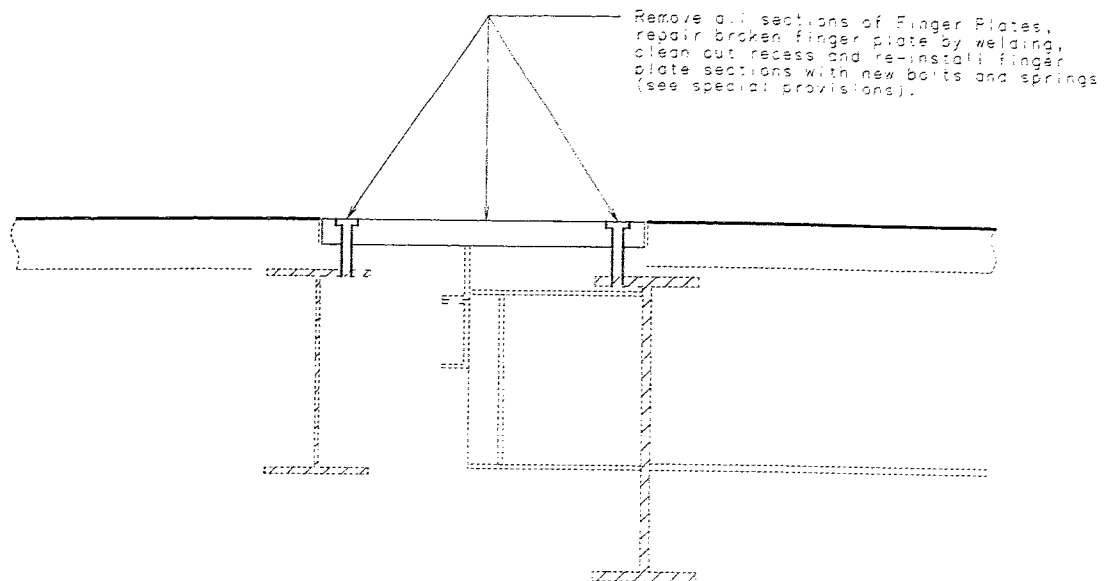 Remove all sections of Finger Plates,
repair broken finger plate by welding,
clean out recess and re-install finger
plate sections with new bolts and springs
(see special provisions).